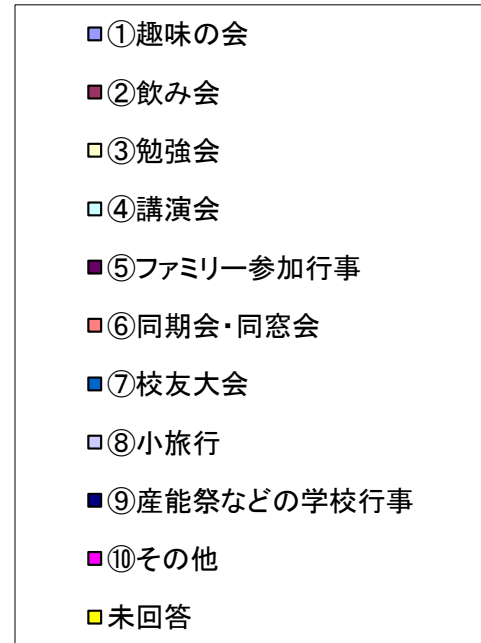 ①趣味の会
②飲み会
③勉強会
④講演会
⑤ファミリー参加行事
⑥同期会・同窓会
⑦校友大会
⑧小旅行
⑨産能祭などの学校行事
⑩その他
未回答